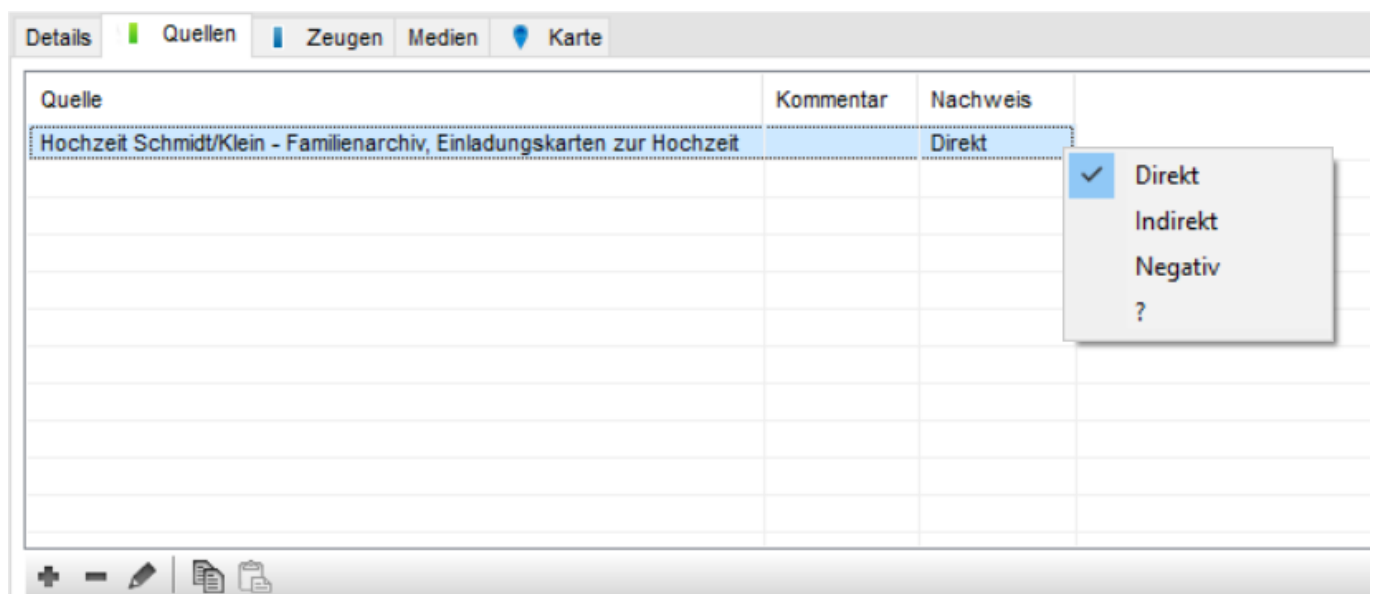 Details Quellen Zeugen Medien Karte
Quelle Kommentar Nachweis
Hochzeit Schmidt/Klein - Familienarchiv, Einladungskarten zur Hochzeit Direkt
Direkt
Indirekt
Negativ
?